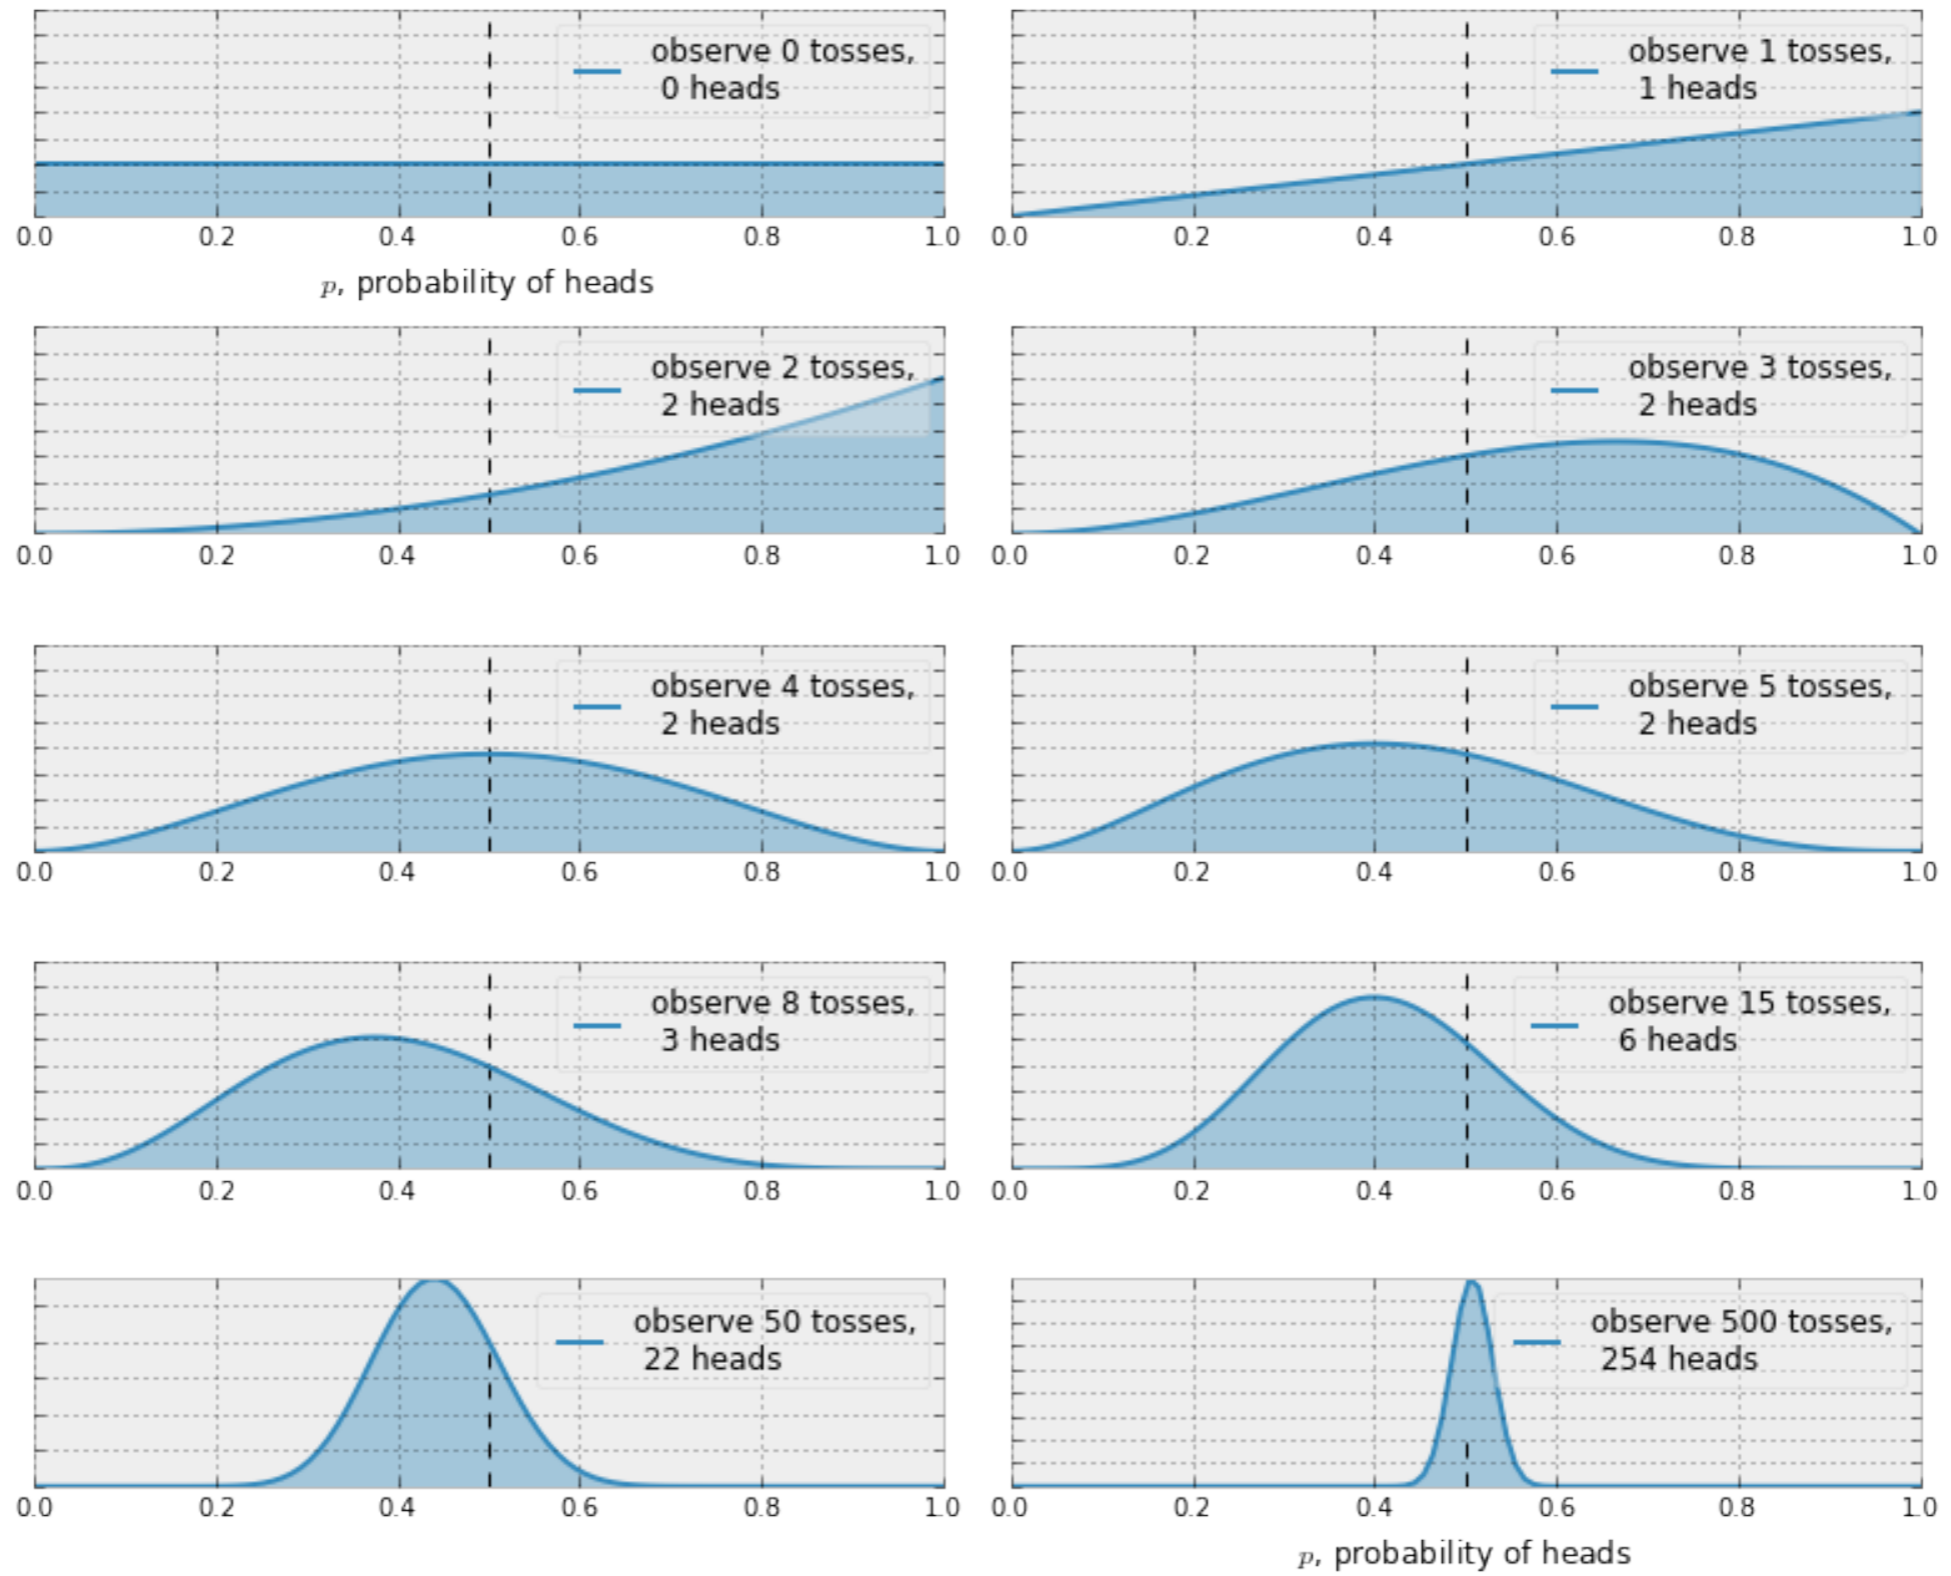 observe 0 tosses,
0 heads
0.0 0.2 0.4 0.6 0.8 1.0
p, probability of heads
observe 1 tosses,
1 heads
0.0 0.2 0.4 0.6 0.8 1.0
observe 2 tosses,
2 heads
0.0 0.2 0.4 0.6 0.8 1.0
observe 3 tosses,
2 heads
0.0 0.2 0.4 0.6 0.8 1.0
observe 4 tosses,
2 heads
0.0 0.2 0.4 0.6 0.8 1.0
observe 5 tosses,
2 heads
0.0 0.2 0.4 0.6 0.8 1.0
observe 8 tosses,
3 heads
0.0 0.2 0.4 0.6 0.8 1.0
observe 15 tosses,
6 heads
0.0 0.2 0.4 0.6 0.8 1.0
observe 50 tosses,
22 heads
0.0 0.2 0.4 0.6 0.8 1.0
observe 500 tosses,
254 heads
0.0 0.2 0.4 0.6 0.8 1.0
p, probability of heads